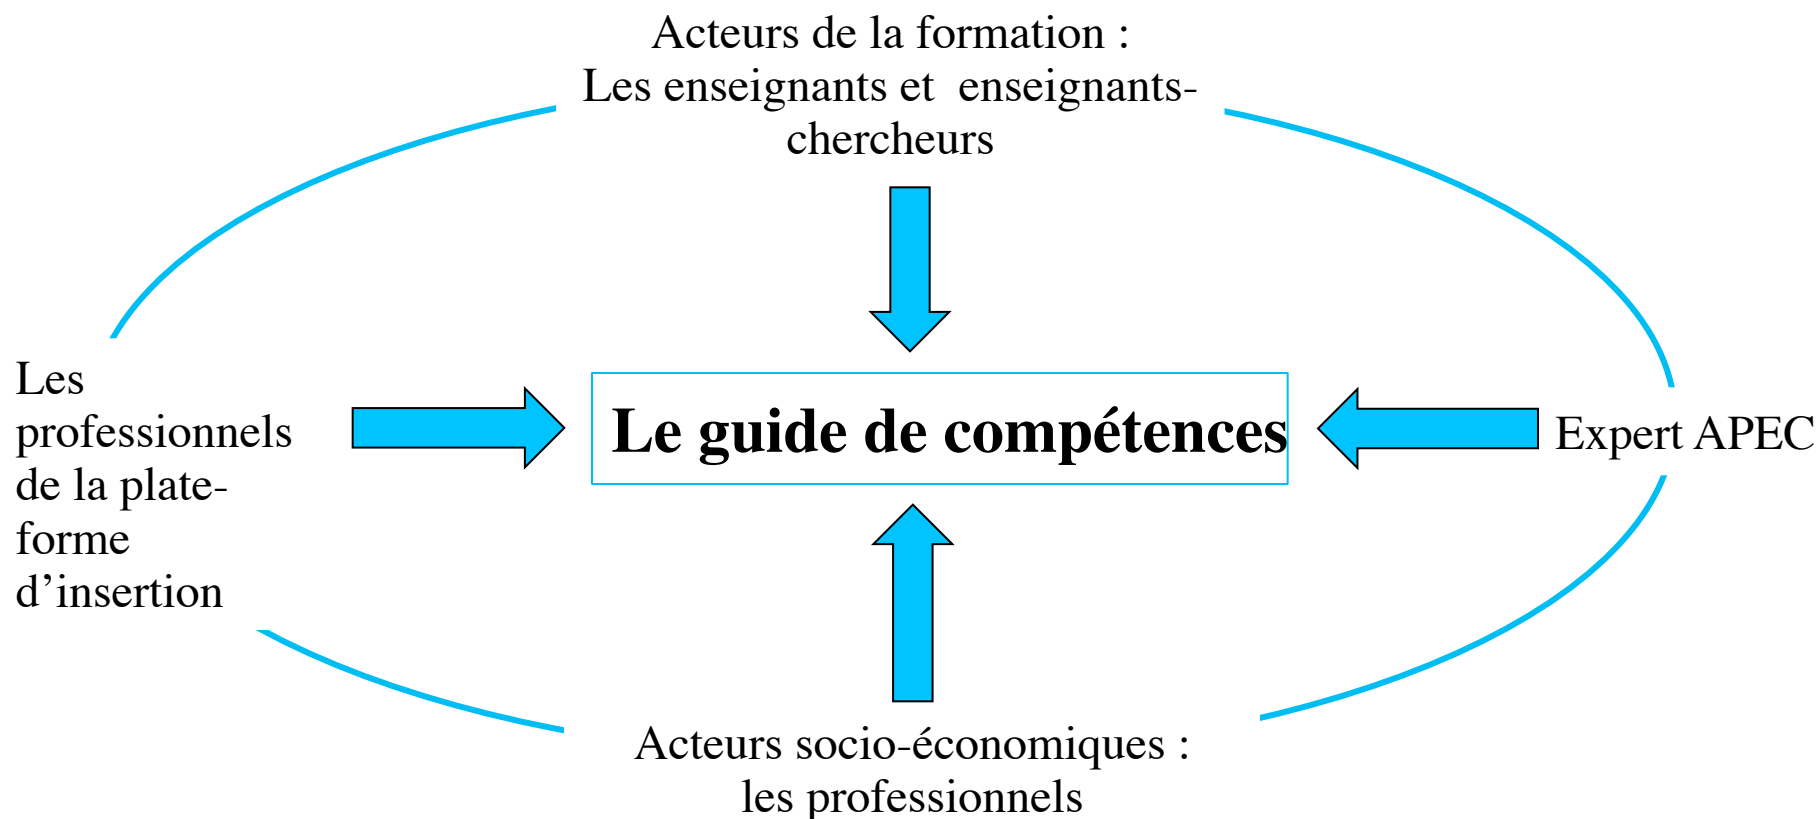 Acteurs de la formation :
Les enseignants et  enseignants-
chercheurs
Les
professionnels
de la plate-
forme
d’insertion
Le guide de compétences
Expert APEC
Acteurs socio-économiques :
les professionnels